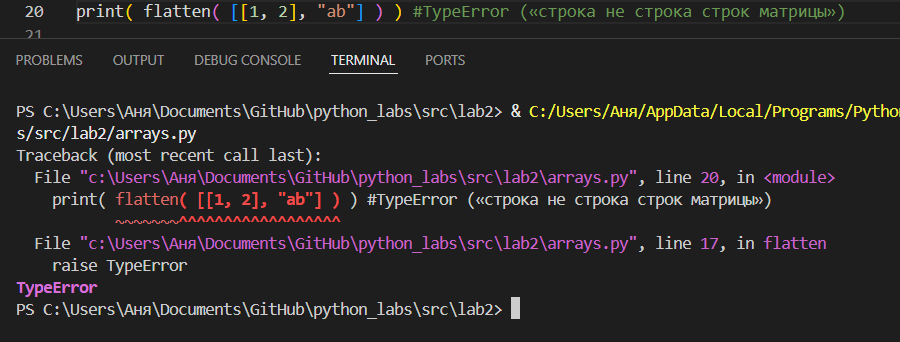 20 print( flatten( [[1, 2], "ab"] ) ) #TypeError («строка не строка строк матрицы»)
21
PROBLEMS OUTPUT DEBUG CONSOLE TERMINAL PORTS
PS C:\Users\Аня\Documents\GitHub\python_labs\src\lab2> & C:/Users/Аня/AppData/Local/Programs/Python
s/src/lab2/arrays.py
Traceback (most recent call last):
  File "c:\Users\Аня\Documents\GitHub\python_labs\src\lab2\arrays.py", line 20, in <module>
    print( flatten( [[1, 2], "ab"] ) ) #TypeError («строка не строка строк матрицы»)
           ~~~~~~~^^^^^^^^^^^^^^^^^^
  File "c:\Users\Аня\Documents\GitHub\python_labs\src\lab2\arrays.py", line 17, in flatten
    raise TypeError
TypeError
PS C:\Users\Аня\Documents\GitHub\python_labs\src\lab2>